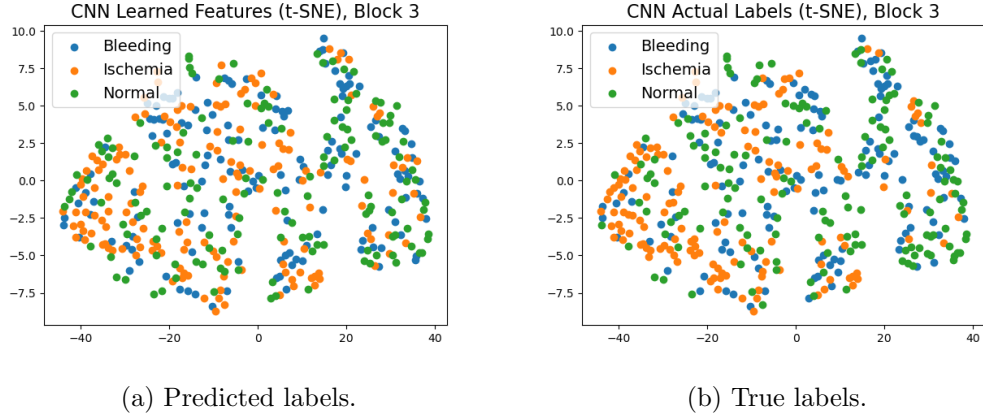 CNN Learned Features (t-SNE), Block 3
10.0
7.5
5.0
2.5
0.0
−2.5
−5.0
−7.5
−40
−20
0
20
40
Bleeding
Ischemia
Normal
(a) Predicted labels.
CNN Actual Labels (t-SNE), Block 3
10.0
7.5
5.0
2.5
0.0
−2.5
−5.0
−7.5
−40
−20
0
20
40
Bleeding
Ischemia
Normal
(b) True labels.